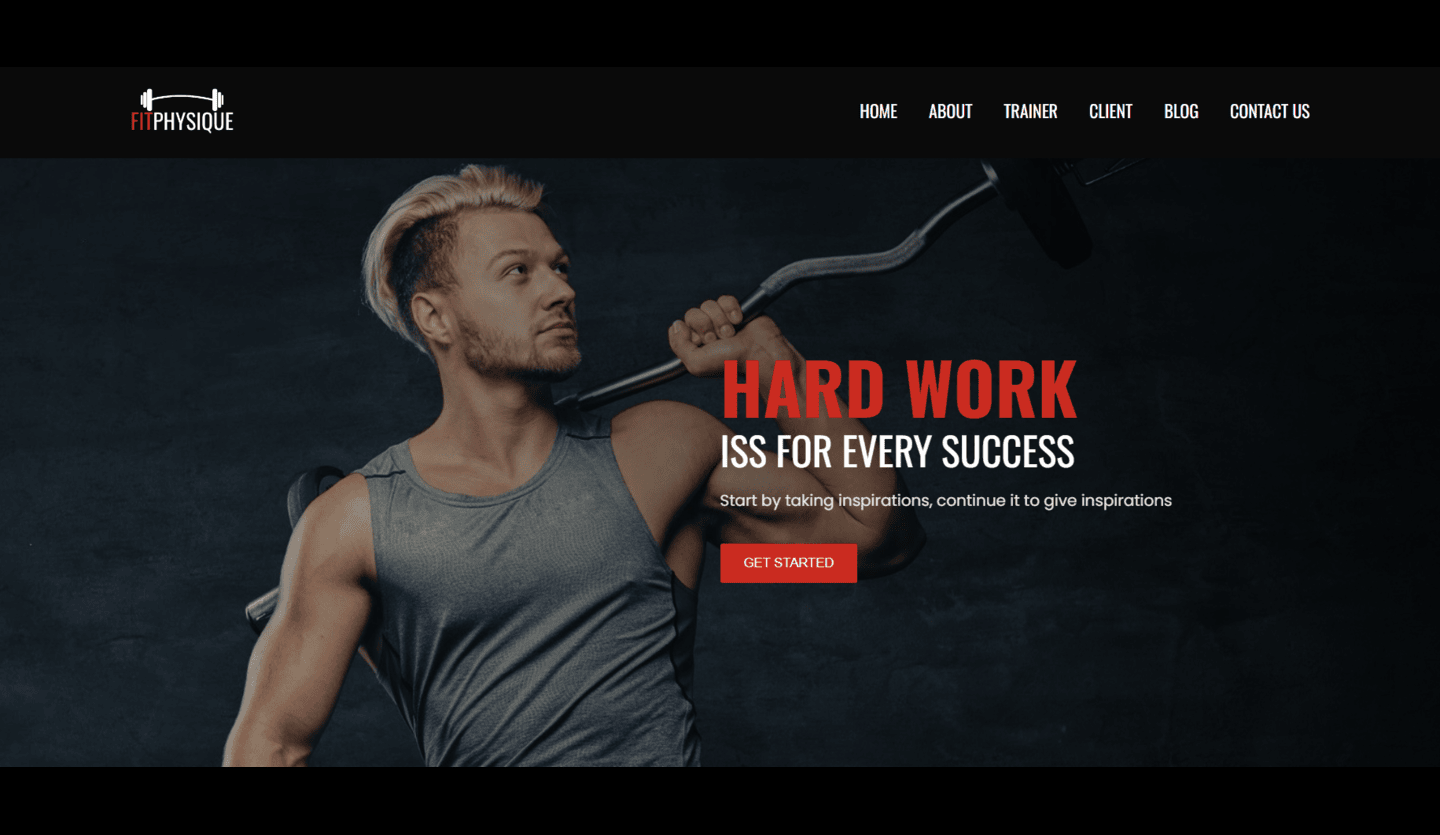 FITPHYSIQUE
HOME ABOUT TRAINER CLIENT BLOG CONTACT US
HARD WORK
ISS FOR EVERY SUCCESS
Start by taking inspirations, continue it to give inspirations
GET STARTED